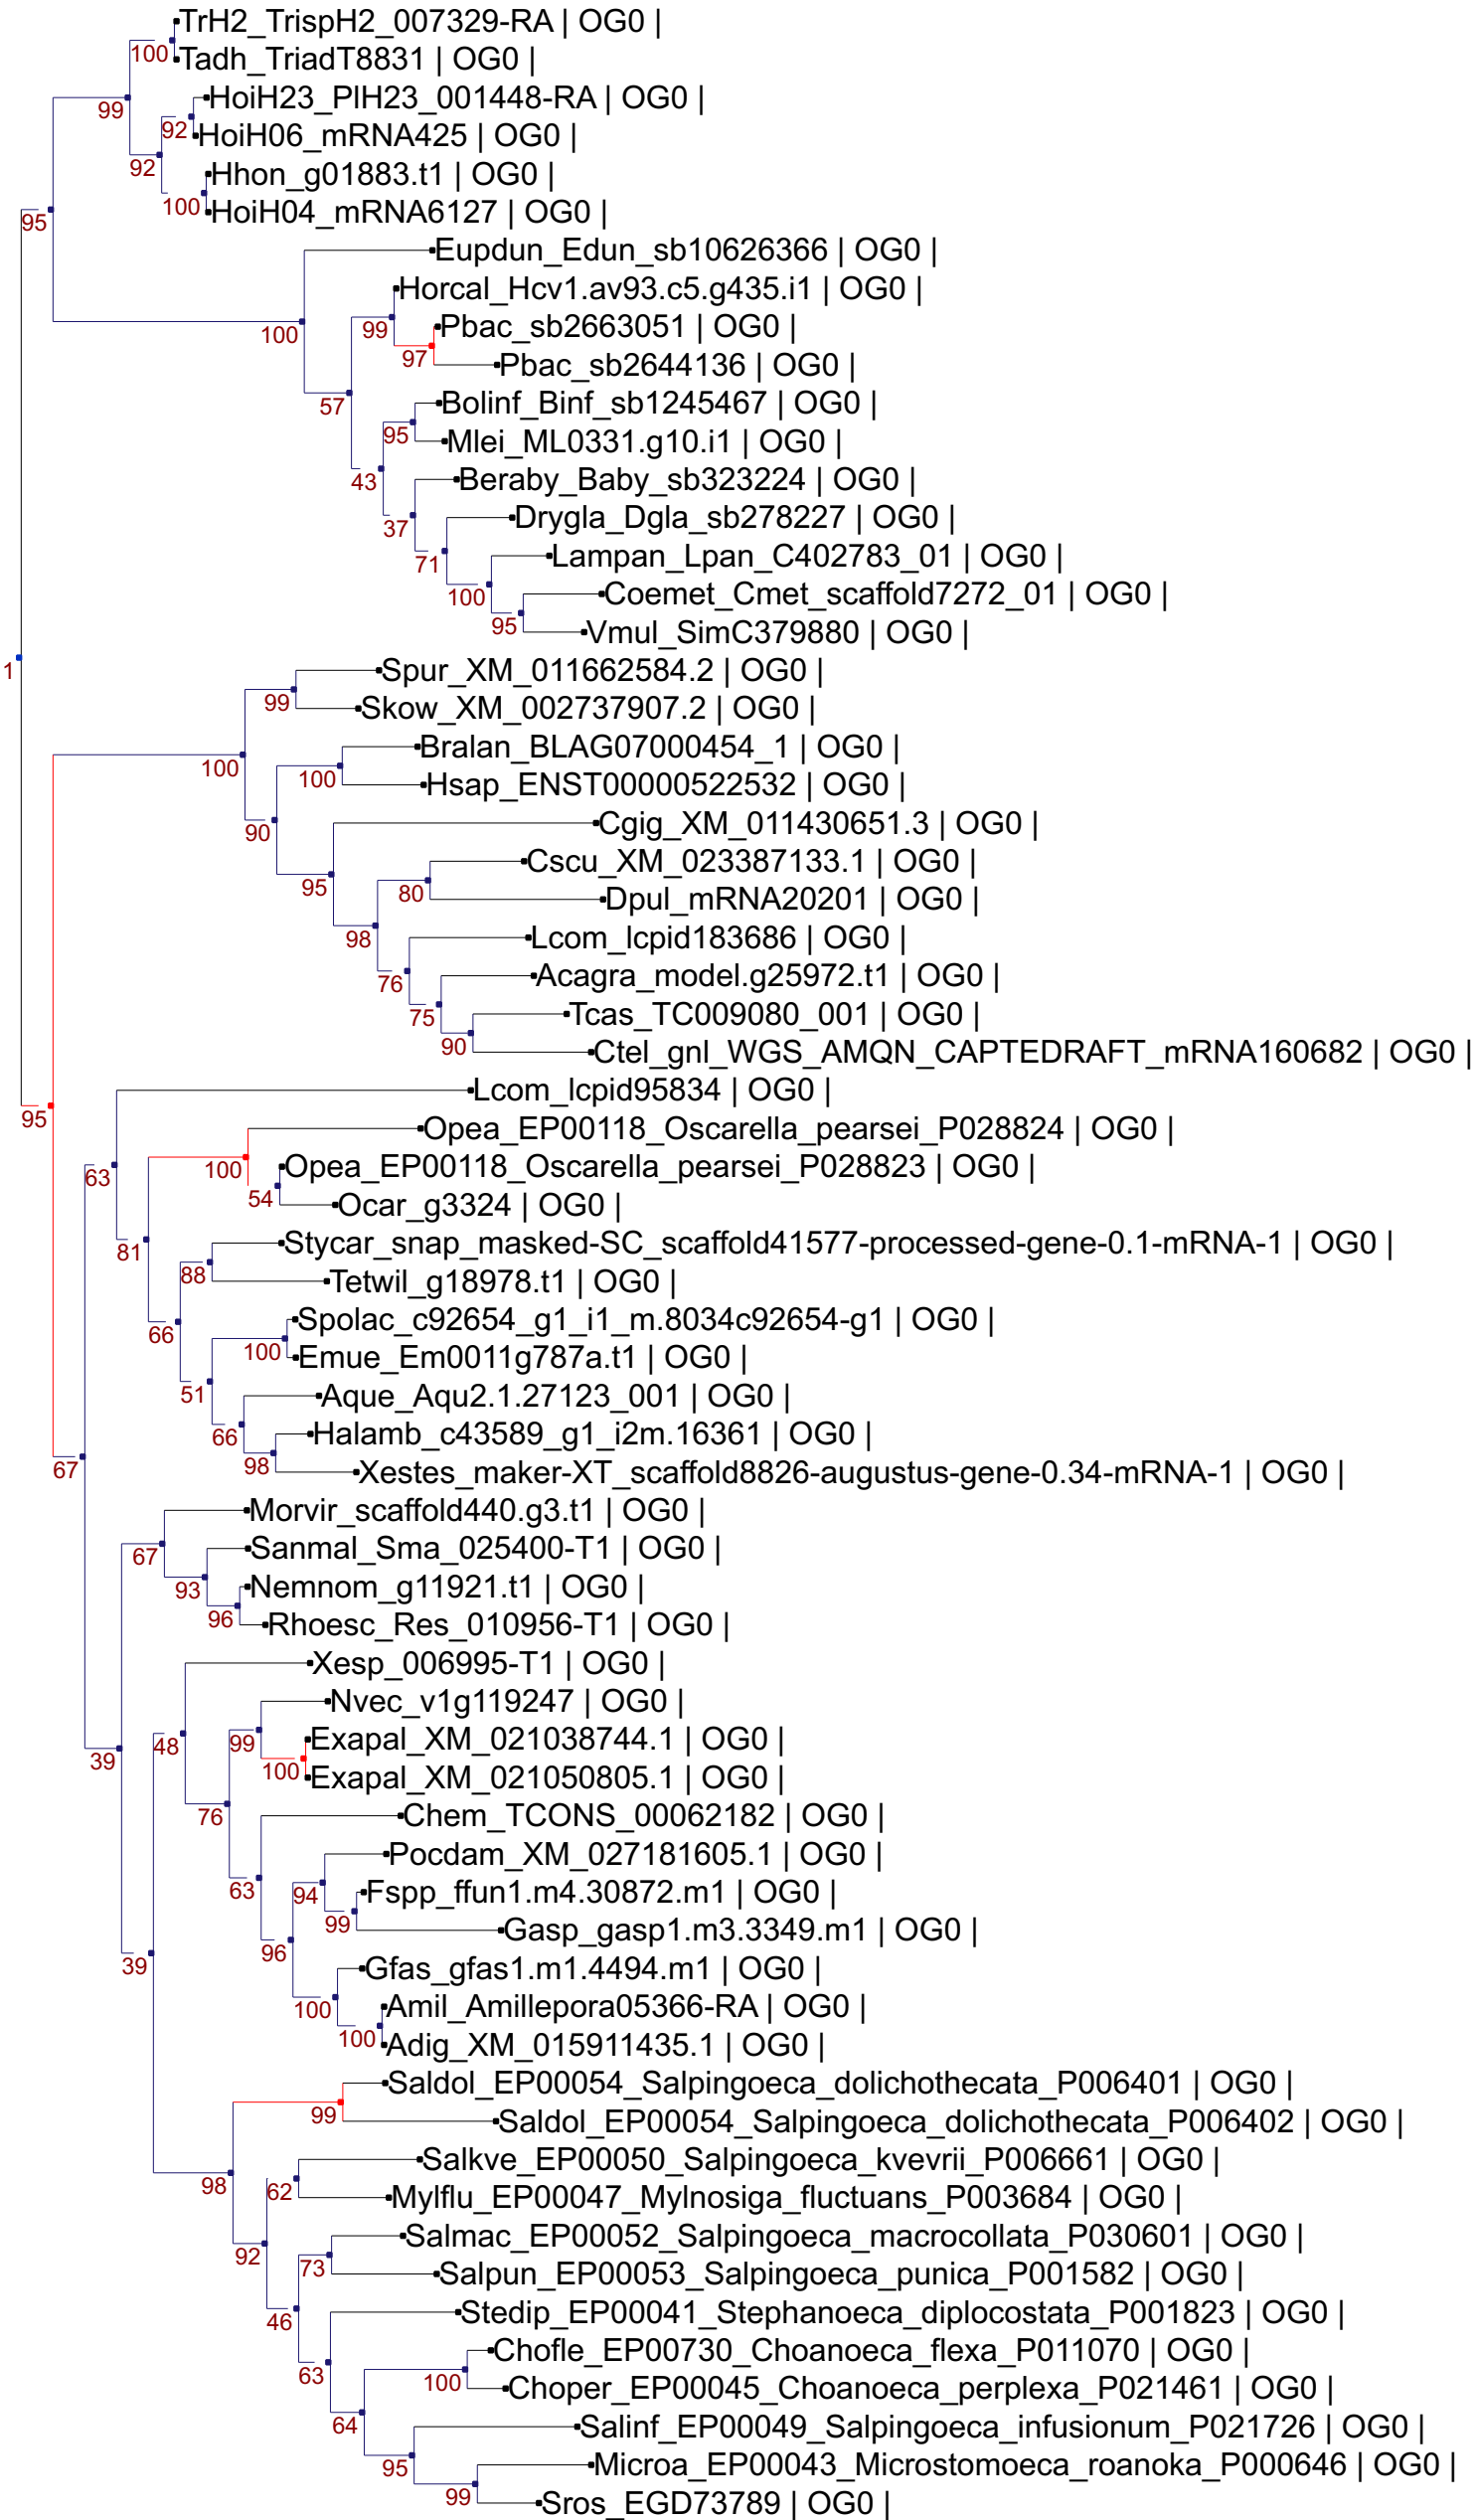 TrH2_TrispH2_007329-RA | OG0 |
100
Tadh_TriadT8831 | OG0 |
HoiH23_PlH23_001448-RA | OG0 |
99
92
HoiH06_mRNA425 | OG0 |
92
Hhon_g01883.t1 | OG0 |
100
HoiH04_mRNA6127 | OG0 |
95
Eupdun_Edun_sb10626366 | OG0 |
Horcal_Hcv1.av93.c5.g435.i1 | OG0 |
100
99
Pbac_sb2663051 | OG0 |
97
Pbac_sb2644136 | OG0 |
57
Bolinf_Binf_sb1245467 | OG0 |
95
Mlei_ML0331.g10.i1 | OG0 |
43
Beraby_Baby_sb323224 | OG0 |
37
Drygla_Dgla_sb278227 | OG0 |
71
Lampan_Lpan_C402783_01 | OG0 |
100
Coemet_Cmet_scaffold7272_01 | OG0 |
95
Vmul_SimC379880 | OG0 |
1
Spur_XM_011662584.2 | OG0 |
99
Skow_XM_002737907.2 | OG0 |
Bralan_BLAG07000454_1 | OG0 |
100
100
Hsap_ENST00000522532 | OG0 |
90
Cgig_XM_011430651.3 | OG0 |
Cscu_XM_023387133.1 | OG0 |
95
80
Dpul_mRNA20201 | OG0 |
98
Lcom_lcpid183686 | OG0 |
76
Acagra_model.g25972.t1 | OG0 |
75
Tcas_TC009080_001 | OG0 |
90
Ctel_gnl_WGS_AMQN_CAPTEDRAFT_mRNA160682 | OG0 |
Lcom_lcpid95834 | OG0 |
95
Opea_EP00118_Oscarella_pearsei_P028824 | OG0 |
100
Opea_EP00118_Oscarella_pearsei_P028823 | OG0 |
63
54
Ocar_g3324 | OG0 |
Stycar_snap_masked-SC_scaffold41577-processed-gene-0.1-mRNA-1 | OG0 |
81
88
Tetwil_g18978.t1 | OG0 |
Spolac_c92654_g1_i1_m.8034c92654-g1 | OG0 |
66
100
Emue_Em0011g787a.t1 | OG0 |
51
Aque_Aqu2.1.27123_001 | OG0 |
66
Halamb_c43589_g1_i2m.16361 | OG0 |
98
67
Xestes_maker-XT_scaffold8826-augustus-gene-0.34-mRNA-1 | OG0 |
Morvir_scaffold440.g3.t1 | OG0 |
67
Sanmal_Sma_025400-T1 | OG0 |
93
Nemnom_g11921.t1 | OG0 |
96
Rhoesc_Res_010956-T1 | OG0 |
Xesp_006995-T1 | OG0 |
Nvec_v1g119247 | OG0 |
39
48
99
Exapal_XM_021038744.1 | OG0 |
100
Exapal_XM_021050805.1 | OG0 |
76
Chem_TCONS_00062182 | OG0 |
Pocdam_XM_027181605.1 | OG0 |
63
94
Fspp_ffun1.m4.30872.m1 | OG0 |
99
Gasp_gasp1.m3.3349.m1 | OG0 |
39
96
Gfas_gfas1.m1.4494.m1 | OG0 |
100
Amil_Amillepora05366-RA | OG0 |
100
Adig_XM_015911435.1 | OG0 |
Saldol_EP00054_Salpingoeca_dolichothecata_P006401 | OG0 |
99
Saldol_EP00054_Salpingoeca_dolichothecata_P006402 | OG0 |
Salkve_EP00050_Salpingoeca_kvevrii_P006661 | OG0 |
98
62
Mylflu_EP00047_Mylnosiga_fluctuans_P003684 | OG0 |
Salmac_EP00052_Salpingoeca_macrocollata_P030601 | OG0 |
92
73
Salpun_EP00053_Salpingoeca_punica_P001582 | OG0 |
46
Stedip_EP00041_Stephanoeca_diplocostata_P001823 | OG0 |
Chofle_EP00730_Choanoeca_flexa_P011070 | OG0 |
63
100
Choper_EP00045_Choanoeca_perplexa_P021461 | OG0 |
64
Salinf_EP00049_Salpingoeca_infusionum_P021726 | OG0 |
95
Microa_EP00043_Microstomoeca_roanoka_P000646 | OG0 |
99
Sros_EGD73789 | OG0 |